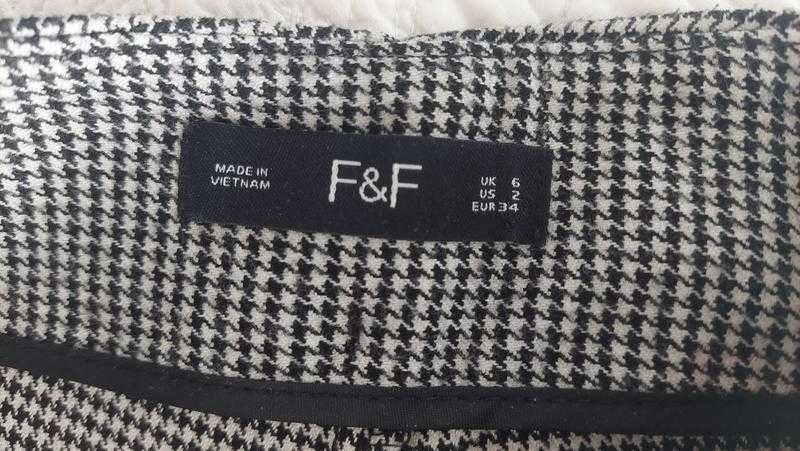 MADE IN
VIETNAM
F&F
UK 6
US 2
EUR 34